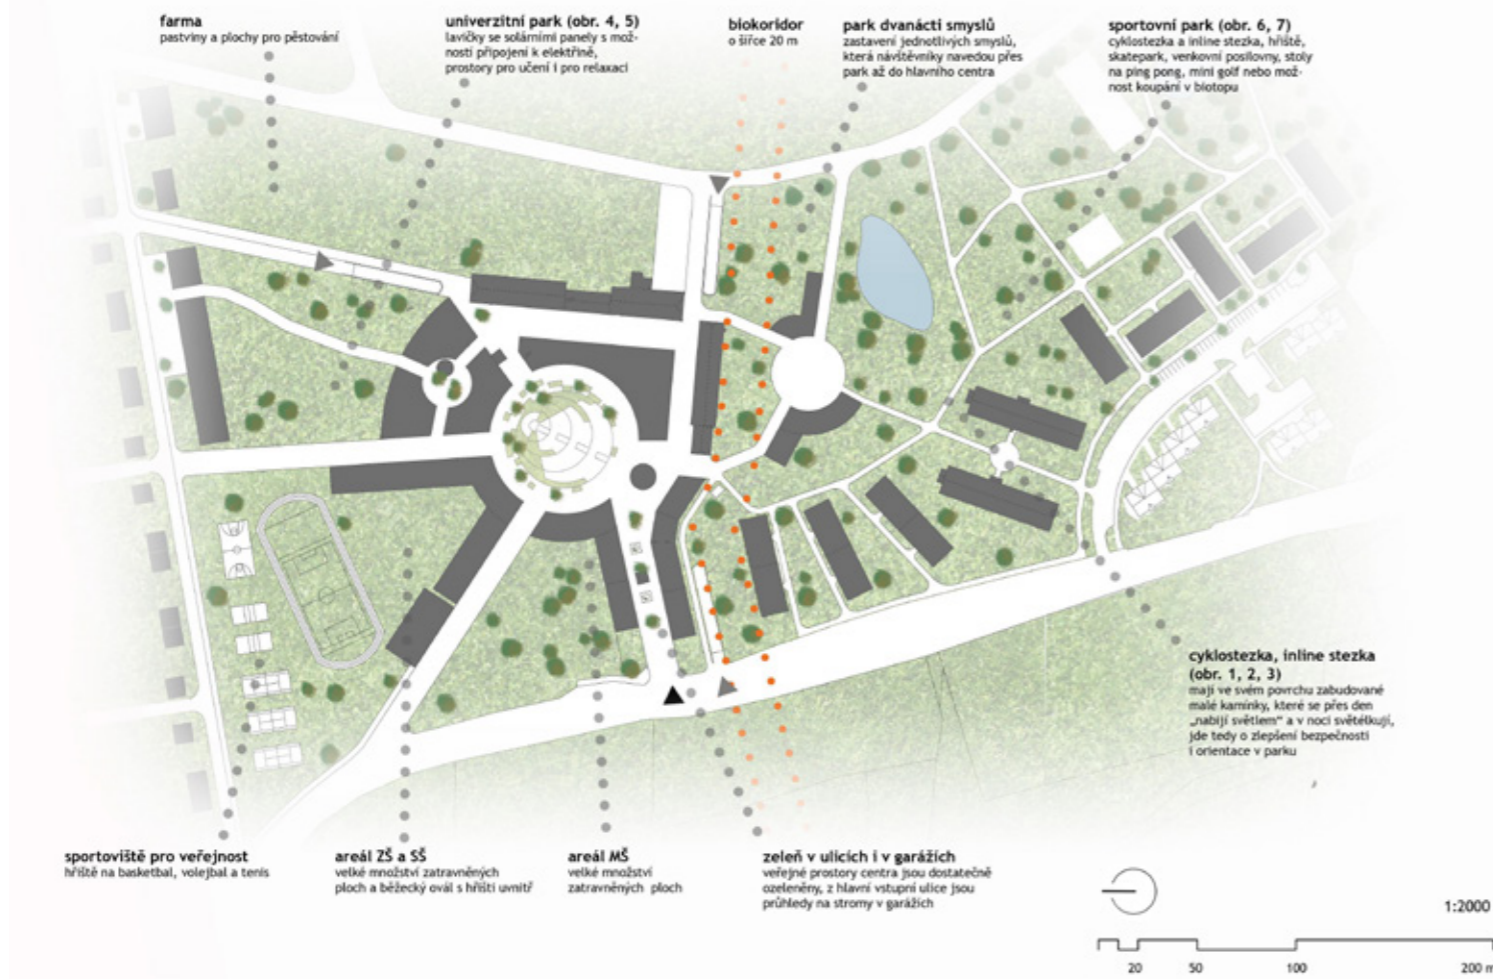 farma
pastviny a plochy pro pěstování
univerzitní park (obr. 4, 5)
lavičky se solárními panely s mož-
ností připojení k elektřině,
prostory pro učení i pro relaxaci
biokoridor
o šířce 20 m
park dvanácti smyslů
zastavení jednotlivých smyslů,
která návštěvníky navedou přes
park až do hlavního centra
sportovní park (obr. 6, 7)
cyklostezka a inline stezka, hřiště,
skatepark, venkovní posilovny, stoly
na ping pong, mini golf nebo mož-
nost koupání v biotopu
cyklostezka, inline stezka
(obr. 1, 2, 3)
mají ve svém povrchu zabudované
malé kamínky, které se přes den
„nabijí světlem“ a v noci světélkují,
jde tedy o zlepšení bezpečnosti
i orientace v parku
sportoviště pro veřejnost
hřiště na basketbal, volejbal a tenis
areál ZŠ a SŠ
velké množství zatravněných
ploch a běžecký ovál s hřišti uvnitř
areál MŠ
velké množství
zatravněných ploch
zeleň v ulicích i v garážích
veřejné prostory centra jsou dostatečně
ozeleněny, z hlavní vstupní ulice jsou
průhledy na stromy v garážích
1:2000
20 50 100 200 m